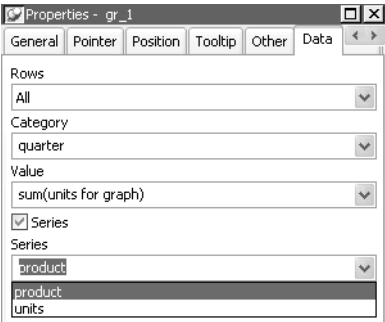 Properties - gr_1
General Pointer Position Tooltip Other Data
Rows
All
Category
quarter
Value
sum(units for graph)
Series
Series
product
product
units